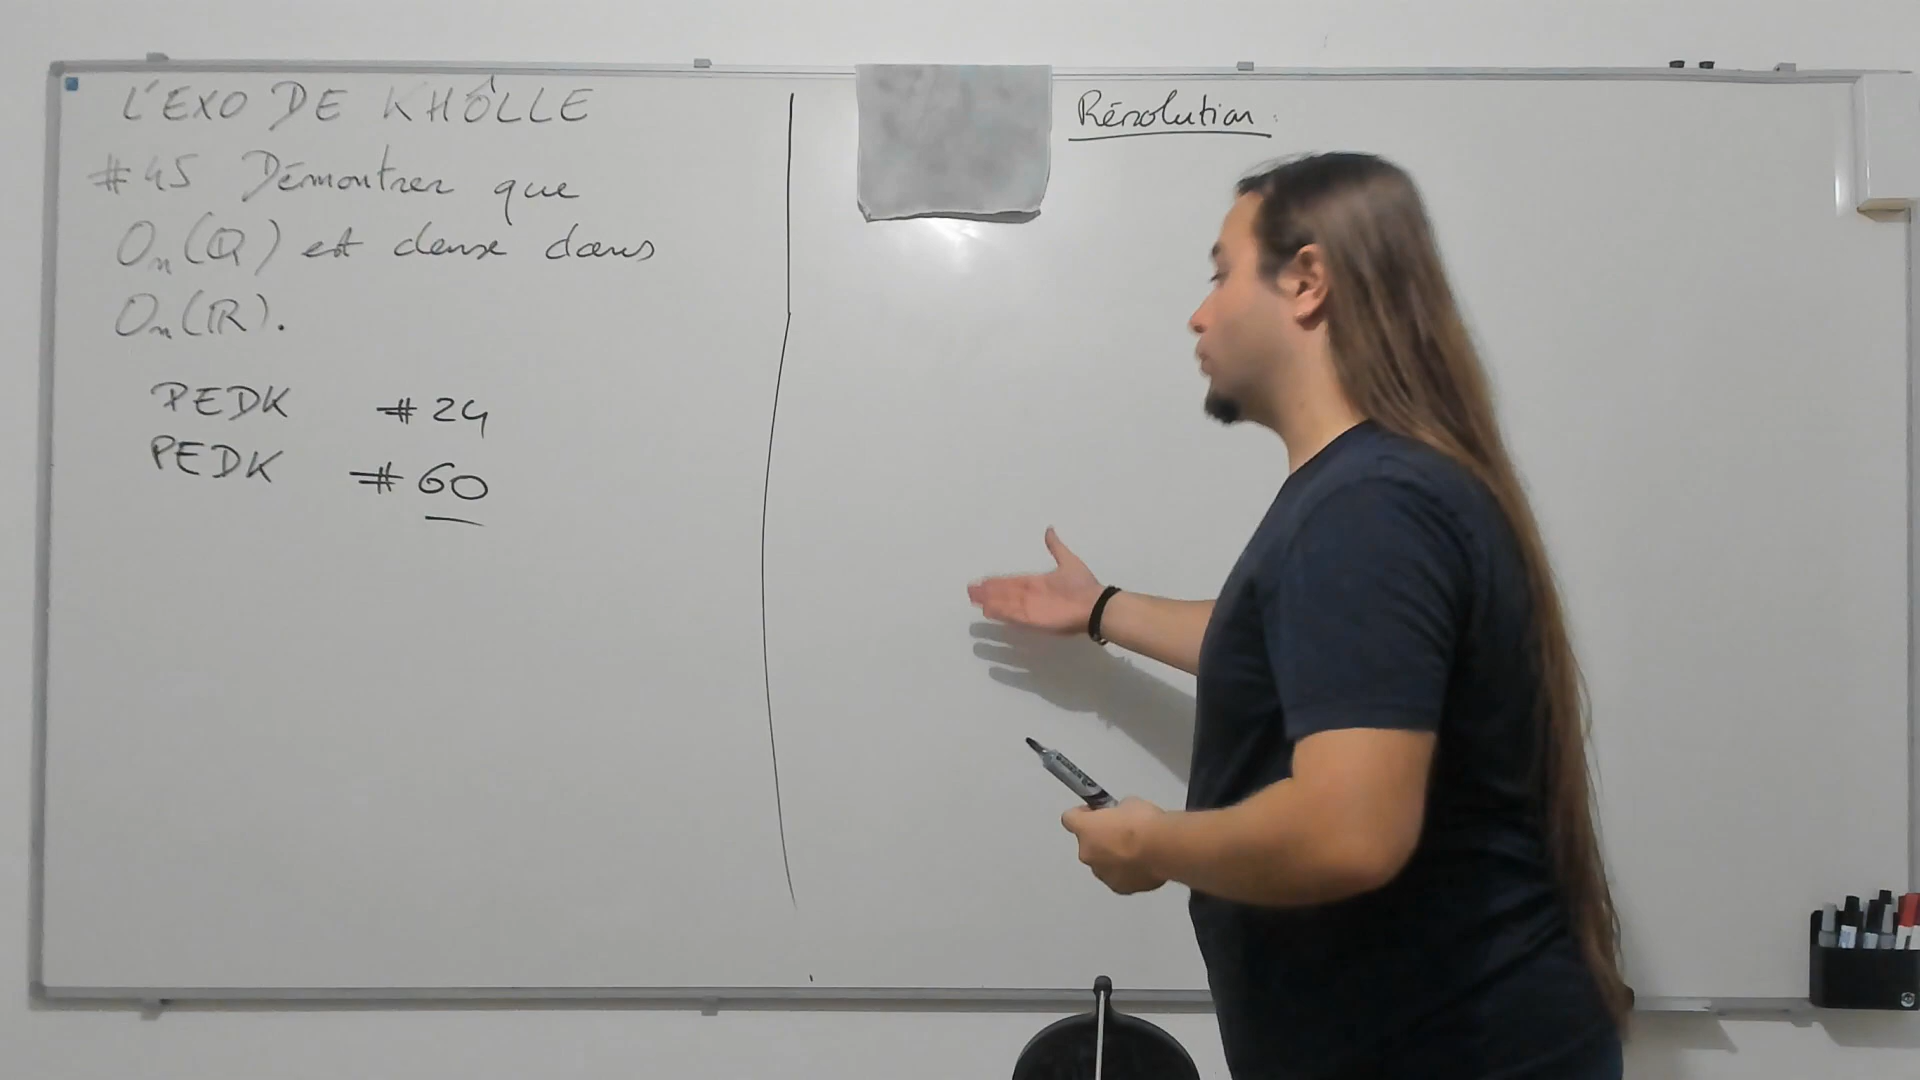 L'EXO DE KHÔLLE
#45 Démontrer que
On(Q) est dense dans
On(R).
PEDK #24
PEDK #60
Résolution: